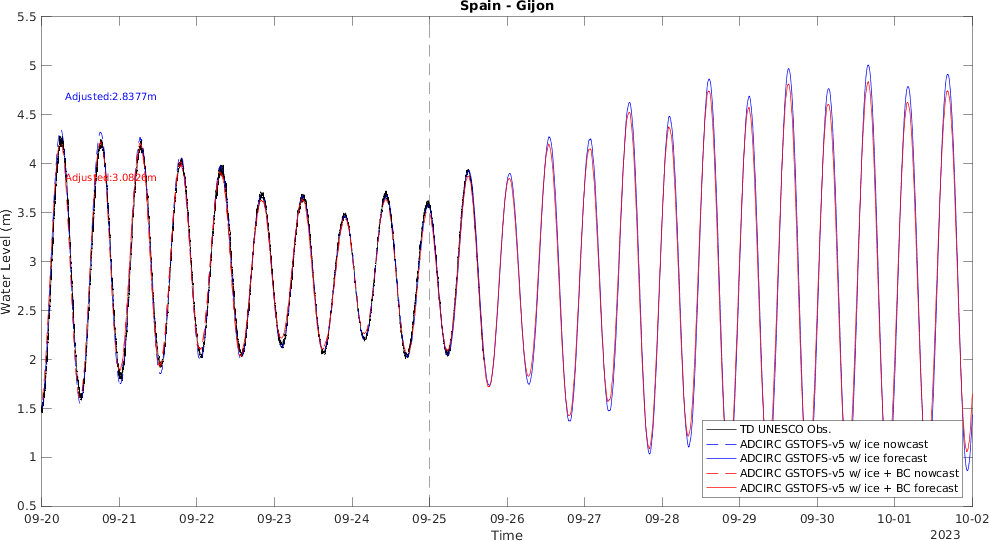 Spain - Gijon
5.5
5
4.5
4
3.5
3
2.5
2
1.5
1
0.5
Water Level (m)
Adjusted:2.8377m
Adjusted:3.0826m
TD UNESCO Obs.
ADCIRC GSTOFS-v5 w/ ice nowcast
ADCIRC GSTOFS-v5 w/ ice forecast
ADCIRC GSTOFS-v5 w/ ice + BC nowcast
ADCIRC GSTOFS-v5 w/ ice + BC forecast
09-20 09-21 09-22 09-23 09-24 09-25 09-26 09-27 09-28 09-29 09-30 10-01 10-02
Time
2023